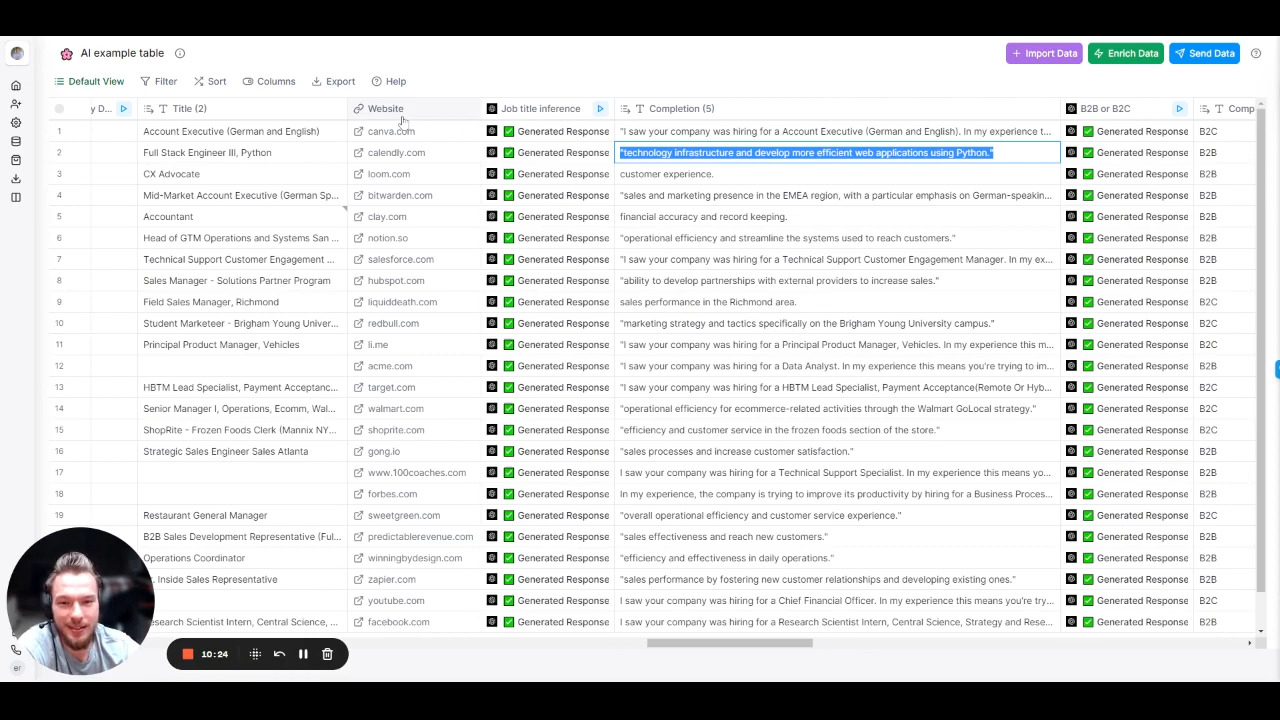 AI example table
Import Data
Enrich Data
Send Data
Default View
Filter
Sort
Columns
Export
Help
y D... Title (2) Website Job title inference Completion (5) B2B or B2C Comp
1 Account Executive (German and English) canva.com Generated Response "I saw your company was hiring for a Account Executive (German and English). In my experience t... Generated Response B2C
2 Full Stack Engineer III, Python calendly.com Generated Response "technology infrastructure and develop more efficient web applications using Python." Generated Response B2B
3 CX Advocate loom.com Generated Response customer experience. Generated Response B2B
4 Mid-Market Account Executive (German Sp... bitwarden.com Generated Response "sales and marketing presence in the EMEA region, with a particular emphasis on German-speakin... Generated Response B2B
5 Accountant clay.com Generated Response financial accuracy and record keeping. Generated Response B2B
6 Head of GTM Operations and Systems San ... notion.so Generated Response "operational efficiency and streamline the systems used to reach customers." Generated Response B2B
7 Technical Support Customer Engagement ... salesforce.com Generated Response "I saw your company was hiring for a Technical Support Customer Engagement Manager. In my ex... Generated Response B2B
8 Sales Manager - Solutions Partner Program hubspot.com Generated Response "ability to develop partnerships with external providers to increase sales." Generated Response B2B
9 Field Sales Manager, Richmond liquiddeath.com Generated Response sales performance in the Richmond area. Generated Response B2C
10 Student Marketeer - Brigham Young Univer... redbull.com Generated Response "marketing strategy and tactics specifically on the Brigham Young University campus." Generated Response B2C
11 Principal Product Manager, Vehicles li.me Generated Response "I saw your company was hiring for a Principal Product Manager, Vehicles. In my experience this m... Generated Response B2C
12 acme.com Generated Response "I saw your company was hiring for a Data Analyst. In my experience this means you're trying to im... Generated Response B2B
13 HBTM Lead Specialist, Payment Acceptanc... target.com Generated Response "I saw your company was hiring for a HBTM Lead Specialist, Payment Acceptance(Remote Or Hyb... Generated Response B2C
14 Senior Manager I, Operations, Ecomm, Wal... walmart.com Generated Response "operational efficiency for ecommerce-related activities through the Walmart GoLocal strategy." Generated Response B2C
15 ShopRite - Frozen Foods Clerk (Mannix NY... shoprite.com Generated Response "efficiency and customer service in the frozen foods section of the store." Generated Response B2C
16 Strategic Sales Engineer Sales Atlanta gong.io Generated Response "sales processes and increase customer satisfaction." Generated Response B2B
17 www.100coaches.com Generated Response I saw your company was hiring for a Technical Support Specialist. In my experience this means yo... Generated Response B2B
18 forbes.com Generated Response In my experience, the company is trying to improve its productivity by hiring for a Business Proces... Generated Response B2B
19 Restaurant General Manager sweetgreen.com Generated Response "overall operational efficiency and customer service experience." Generated Response B2C
B2B Sales Development Representative (Ful... predictablerevenue.com Generated Response "sales effectiveness and reach new customers." Generated Response B2B
Operations Coordinator winningbydesign.com Generated Response "efficiency and effectiveness in daily operations." Generated Response B2B
. Inside Sales Representative zapier.com Generated Response "sales performance by fostering new customer relationships and developing existing ones." Generated Response B2B
youtube.com Generated Response I saw your company was hiring for a Chief Financial Officer. In my experience this means you're try... Generated Response B2C
esearch Scientist Intern, Central Science, ... facebook.com Generated Response I saw your company was hiring for a Research Scientist Intern, Central Science, Strategy and Rese... Generated Response B2B
10:24
er